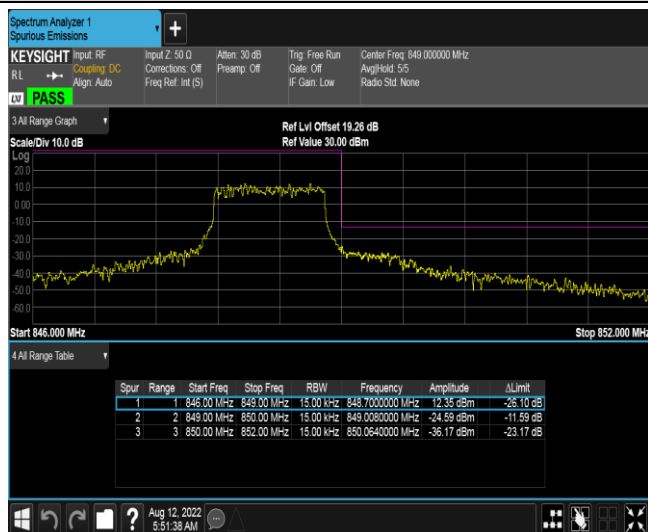 Spectrum Analyzer 1
Spurious Emissions
KEYSIGHT Input: RF Input Z: 50 Ω Atten: 30 dB Trig: Free Run Center Freq: 849.000000 MHz
RL Coupling: DC Corrections: Off Preamp: Off Gate: Off Avg|Hold: 5/5
Align: Auto Freq Ref: Int (S) IF Gain: Low Radio Std: None
LXI PASS
3 All Range Graph
Ref Lvl Offset 19.26 dB
Scale/Div 10.0 dB Ref Value 30.00 dBm
Log
20.0
10.0
0.00
-10.0
-20.0
-30.0
-40.0
-50.0
-60.0
Start 846.000 MHz Stop 852.000 MHz
4 All Range Table
Spur Range Start Freq Stop Freq RBW Frequency Amplitude ΔLimit
1 1 846.00 MHz 849.00 MHz 15.00 kHz 848.7000000 MHz 12.35 dBm -26.10 dB
2 2 849.00 MHz 850.00 MHz 15.00 kHz 849.0080000 MHz -24.59 dBm -11.59 dB
3 3 850.00 MHz 852.00 MHz 15.00 kHz 850.0640000 MHz -36.17 dBm -23.17 dB
Aug 12, 2022
5:51:38 AM